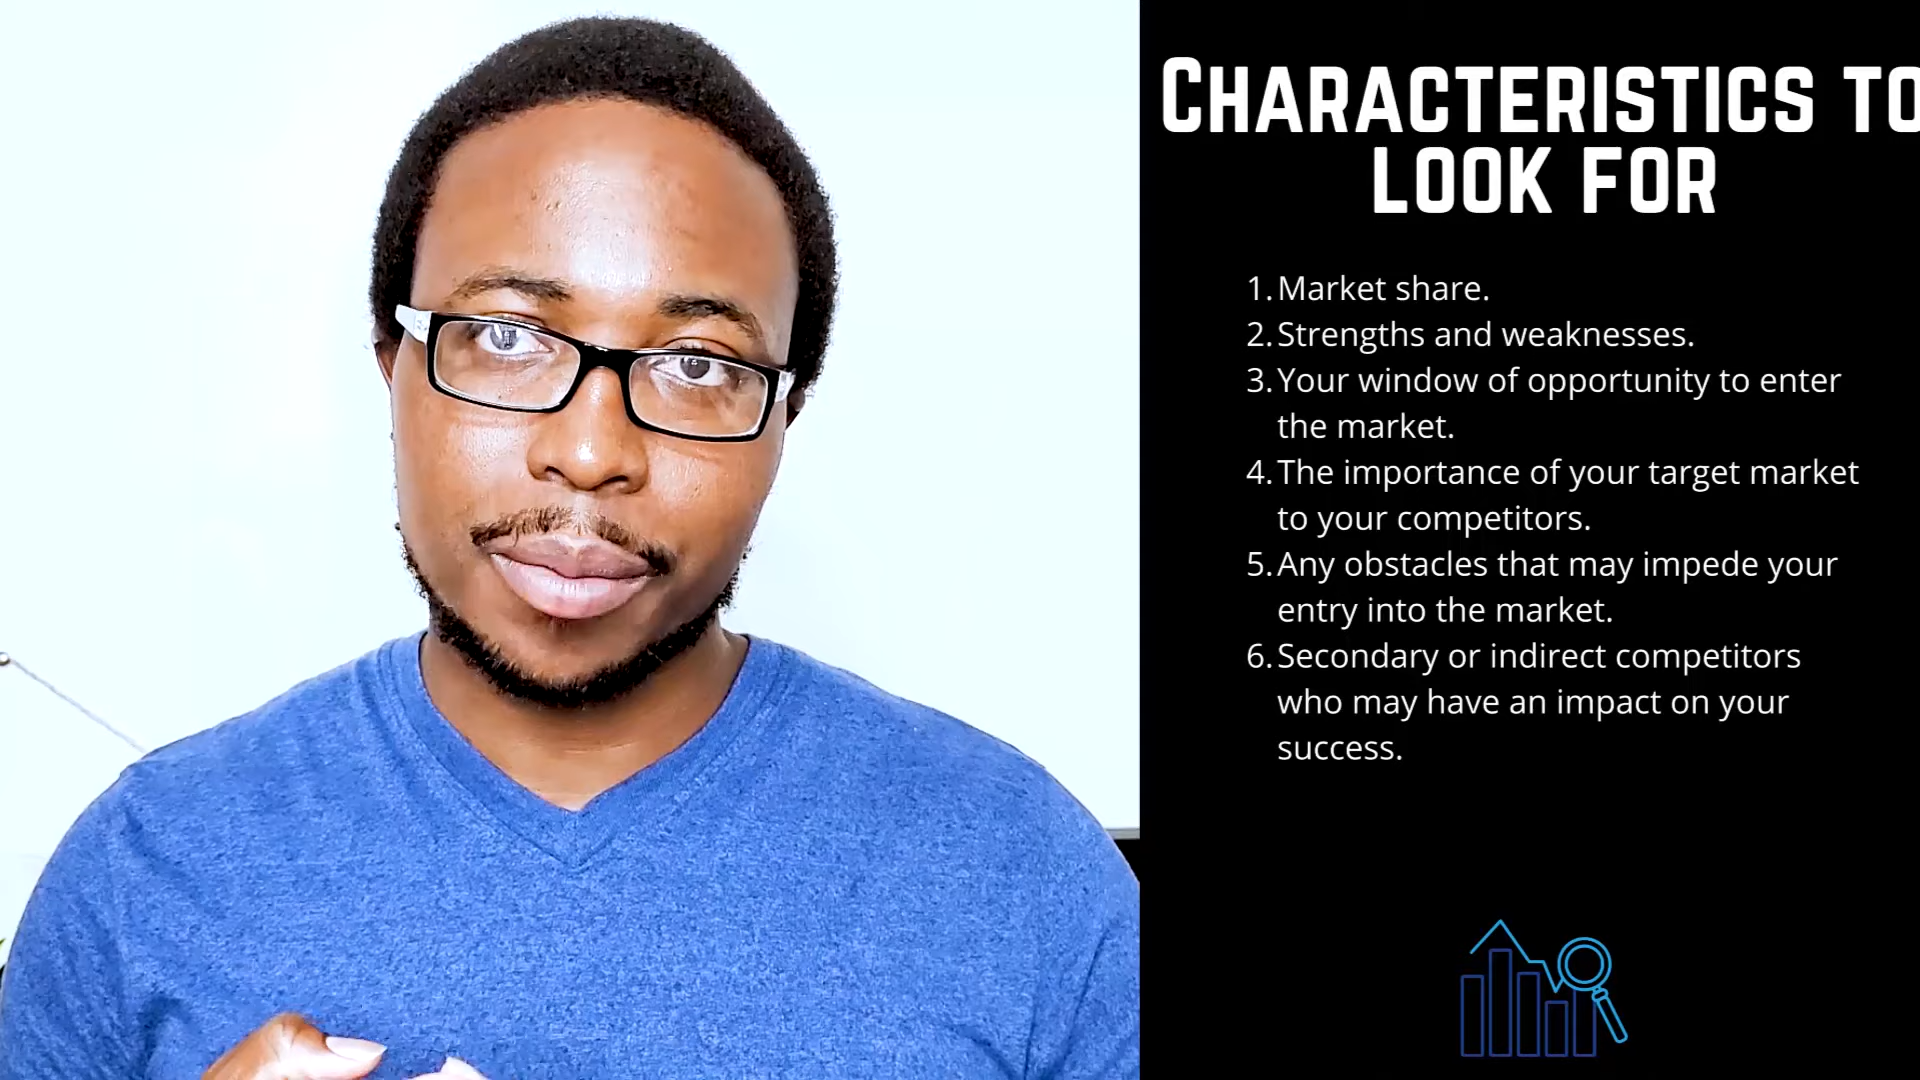 CHARACTERISTICS TO
LOOK FOR
1. Market share.
2. Strengths and weaknesses.
3. Your window of opportunity to enter
the market.
4. The importance of your target market
to your competitors.
5. Any obstacles that may impede your
entry into the market.
6. Secondary or indirect competitors
who may have an impact on your
success.